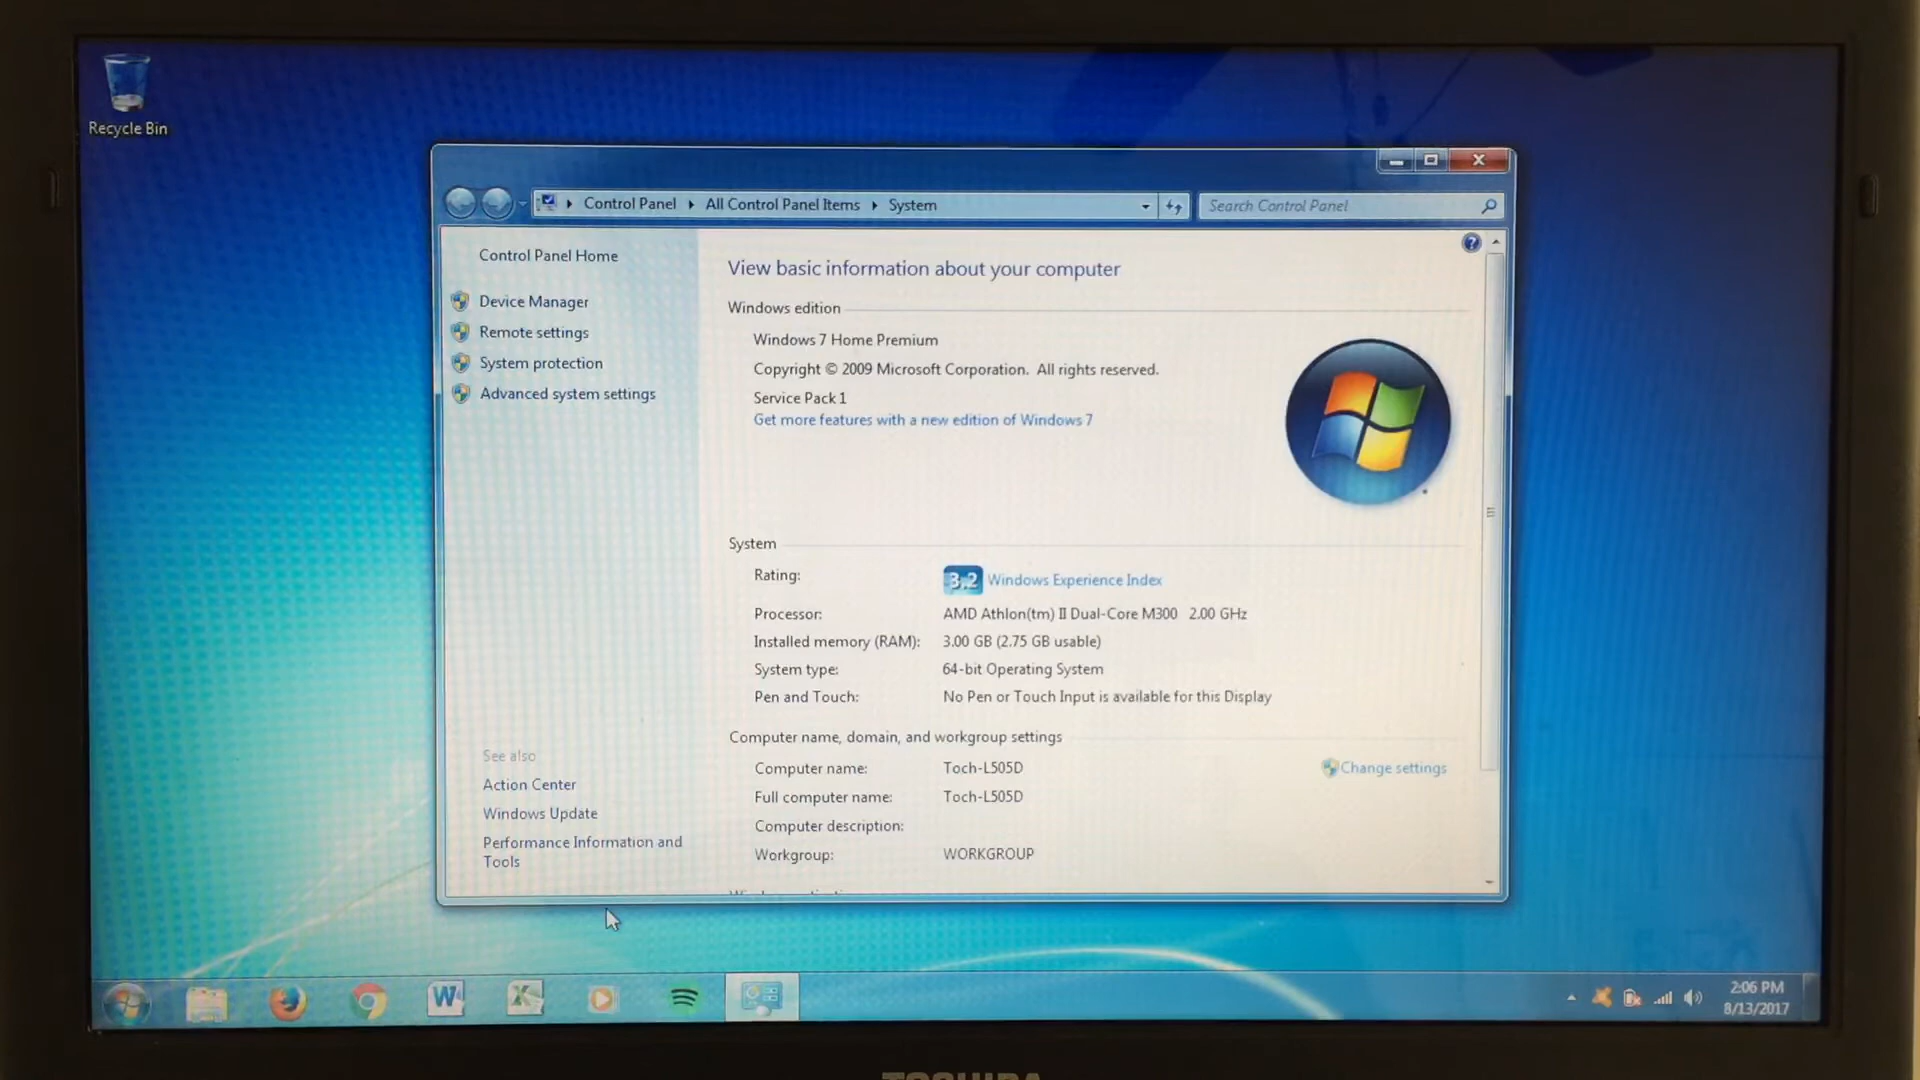 Recycle Bin
Control Panel
All Control Panel Items
System
Search Control Panel
Control Panel Home
Device Manager
Remote settings
System protection
Advanced system settings
View basic information about your computer
Windows edition
Windows 7 Home Premium
Copyright © 2009 Microsoft Corporation. All rights reserved.
Service Pack 1
Get more features with a new edition of Windows 7
System
Rating: 3.2 Windows Experience Index
Processor: AMD Athlon(tm) II Dual-Core M300 2.00 GHz
Installed memory (RAM): 3.00 GB (2.75 GB usable)
System type: 64-bit Operating System
Pen and Touch: No Pen or Touch Input is available for this Display
Computer name, domain, and workgroup settings
Computer name: Toch-L505D
Change settings
Full computer name: Toch-L505D
Computer description:
Workgroup: WORKGROUP
See also
Action Center
Windows Update
Performance Information and
Tools
2:06 PM
8/13/2017
TOSHIBA